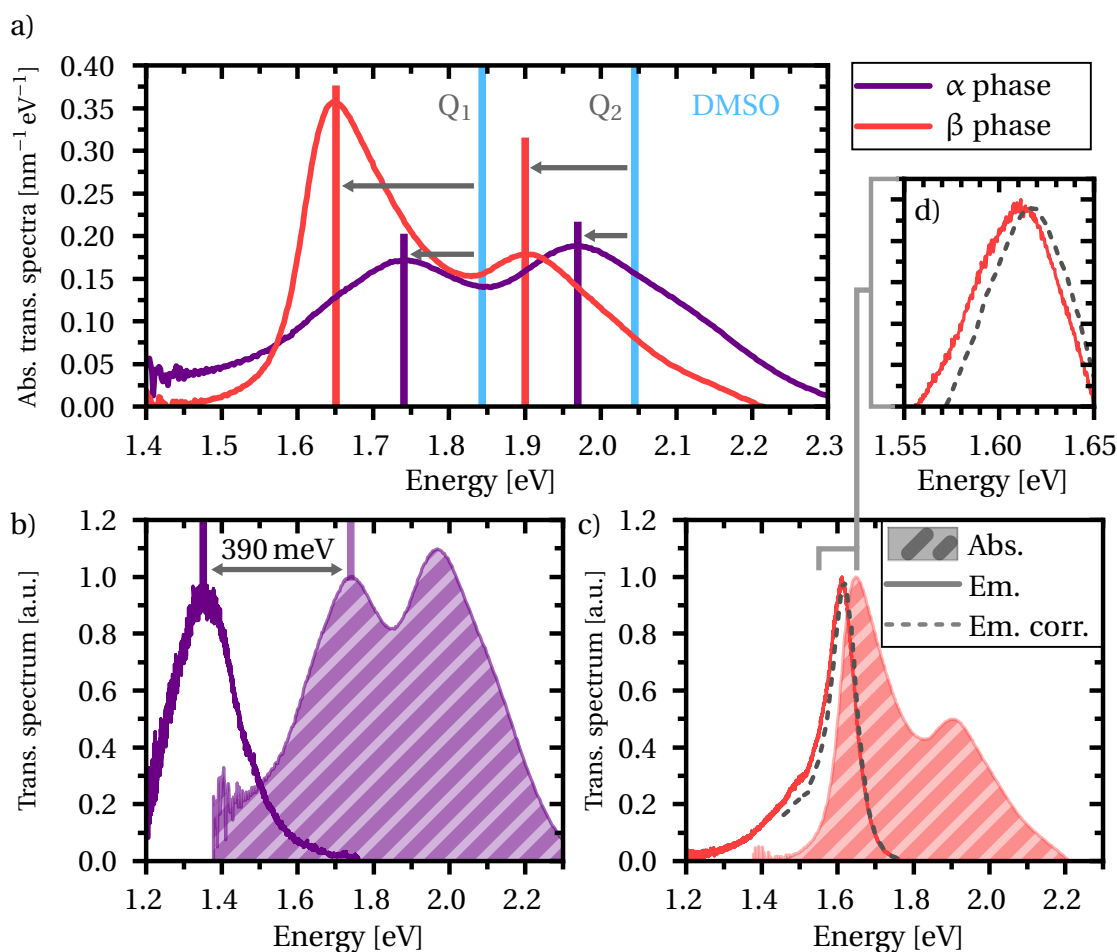 a)
Abs. trans. spectra [nm⁻¹ eV⁻¹]
0.40
0.35
0.30
0.25
0.20
0.15
0.10
0.05
0.00
Q₁
Q₂
DMSO
1.4 1.5 1.6 1.7 1.8 1.9 2.0 2.1 2.2 2.3
Energy [eV]
α phase
β phase
d)
1.55 1.60 1.65
Energy [eV]
b)
Trans. spectrum [a.u.]
1.2
1.0
0.8
0.6
0.4
0.2
0.0
390 meV
1.2 1.4 1.6 1.8 2.0 2.2
Energy [eV]
c)
Trans. spectrum [a.u.]
1.2
1.0
0.8
0.6
0.4
0.2
0.0
Abs.
Em.
Em. corr.
1.2 1.4 1.6 1.8 2.0 2.2
Energy [eV]